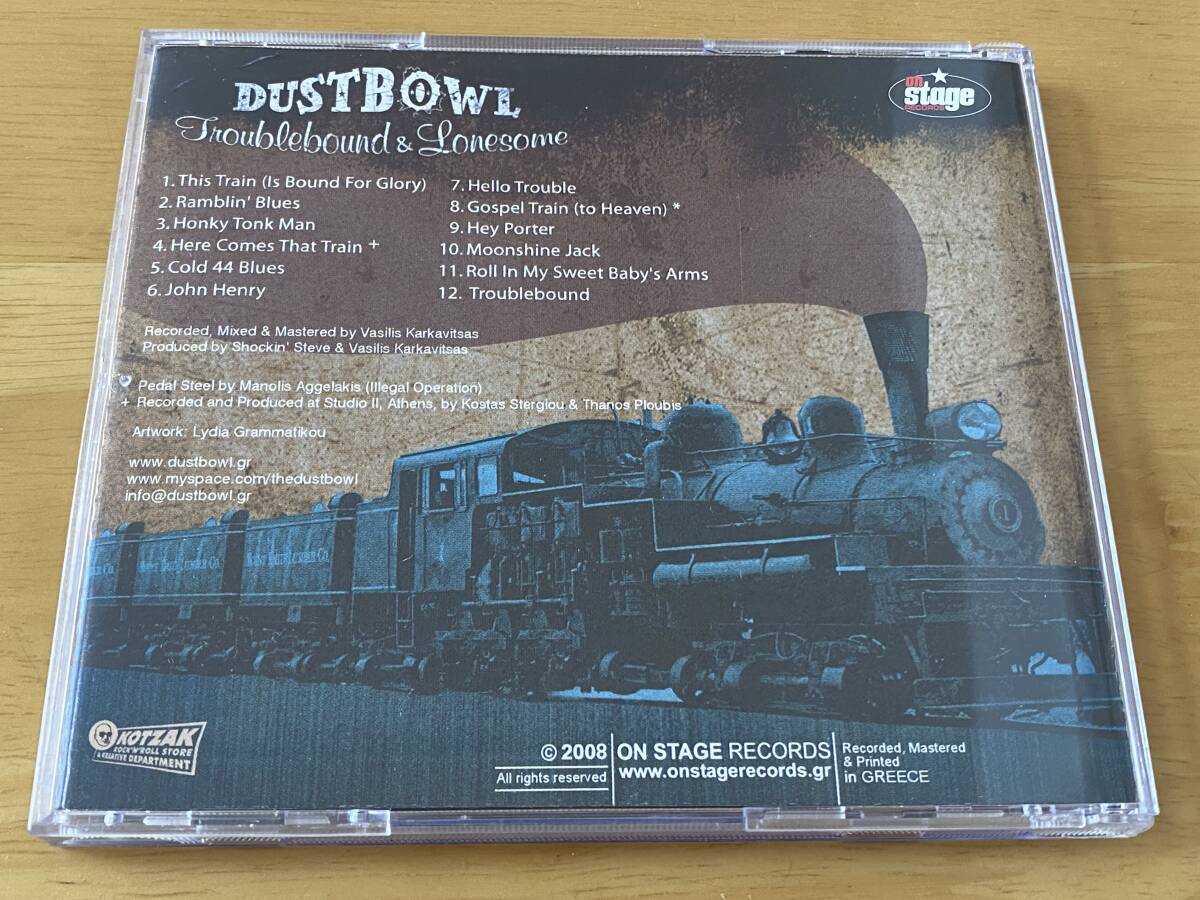 DUSTBOWL
Troublebound & Lonesome
on
stage
RECORDS
1. This Train (Is Bound For Glory)
2. Ramblin' Blues
3. Honky Tonk Man
4. Here Comes That Train +
5. Cold 44 Blues
6. John Henry
7. Hello Trouble
8. Gospel Train (to Heaven) *
9. Hey Porter
10. Moonshine Jack
11. Roll In My Sweet Baby's Arms
12. Troublebound
Recorded, Mixed & Mastered by Vasilis Karkavitsas
Produced by Shockin' Steve & Vasilis Karkavitsas
Pedal Steel by Manolis Aggelakis (Illegal Operation)
+ Recorded and Produced at Studio II, Athens, by Kostas Stergiou & Thanos Ploubis
Artwork: Lydia Grammatikou
www.dustbowl.gr
www.myspace.com/thedustbowl
info@dustbowl.gr
1
KOTZAK
ROCK'N'ROLL STORE
& RELATIVE DEPARTMENT
© 2008
All rights reserved
ON STAGE RECORDS
www.onstagerecords.gr
Recorded, Mastered
& Printed
in GREECE